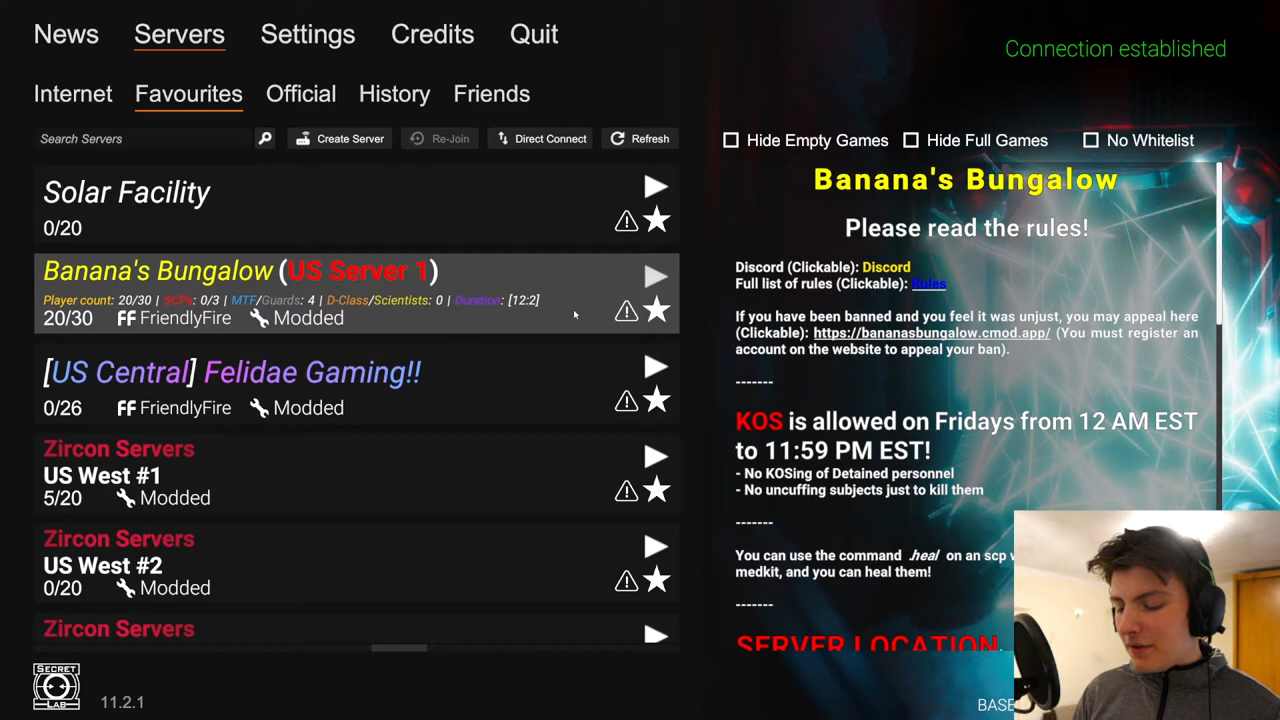 News Servers Settings Credits Quit
Connection established
Internet Favourites Official History Friends
Search Servers Create Server Re-Join Direct Connect Refresh
Hide Empty Games Hide Full Games No Whitelist
Solar Facility
0/20
Banana's Bungalow (US Server 1)
Player count: 20/30 | SCPs: 0/3 | MTF/Guards: 4 | D-Class/Scientists: 0 | Duration: [12:2]
20/30 FF FriendlyFire Modded
[US Central] Felidae Gaming!!
0/26 FF FriendlyFire Modded
Zircon Servers
US West #1
5/20 Modded
Zircon Servers
US West #2
0/20 Modded
Zircon Servers
SECRET
LAB
11.2.1
Banana's Bungalow
Please read the rules!
Discord (Clickable): Discord
Full list of rules (Clickable): Rules
If you have been banned and you feel it was unjust, you may appeal here
(Clickable): https://bananasbungalow.cmod.app/ (You must register an
account on the website to appeal your ban).
-------
KOS is allowed on Fridays from 12 AM EST
to 11:59 PM EST!
- No KOSing of Detained personnel
- No uncuffing subjects just to kill them
-------
You can use the command .heal on an scp
medkit, and you can heal them!
-------
SERVER LOCATION
BASE